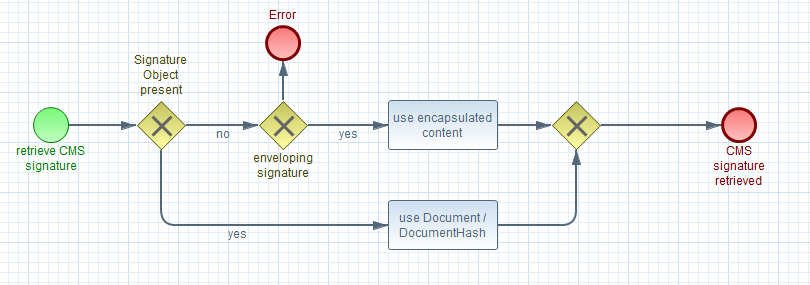 Error
Signature
Object
present
retrieve CMS
signature
no
enveloping
signature
yes
use encapsulated
content
CMS
signature
retrieved
yes
use Document /
DocumentHash